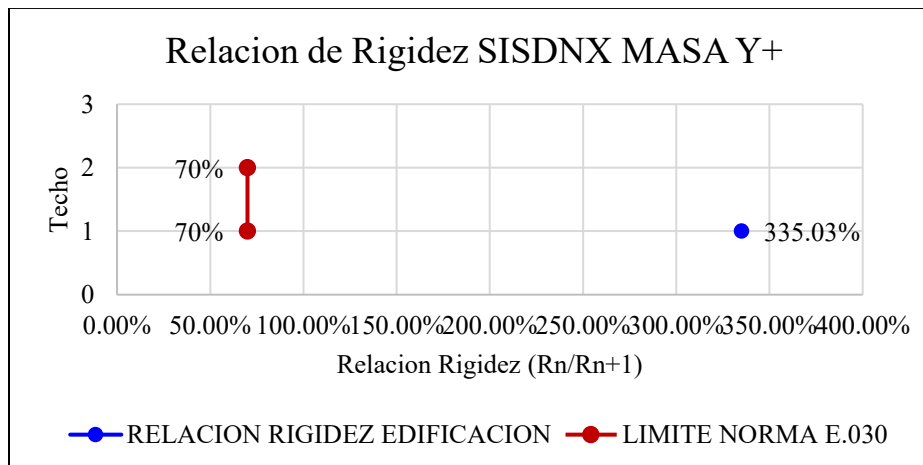 Relacion de Rigidez SISDNX MASA Y+
3
2
1
0
Techo
70%
70%
335.03%
0.00% 50.00% 100.00% 150.00% 200.00% 250.00% 300.00% 350.00% 400.00%
Relacion Rigidez (Rn/Rn+1)
RELACION RIGIDEZ EDIFICACION LIMITE NORMA E.030